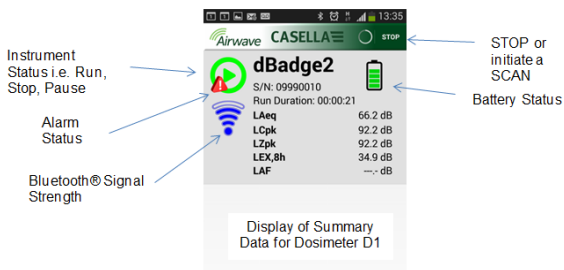 13:35
Airwave CASELLA STOP
dBadge2
S/N: 09990010
Run Duration: 00:00:21
LAeq 66.2 dB
LCpk 92.2 dB
LZpk 92.2 dB
LEX,8h 34.9 dB
LAF ---.- dB
Display of Summary
Data for Dosimeter D1
Instrument
Status i.e. Run,
Stop, Pause
Alarm
Status
Bluetooth® Signal
Strength
STOP or
initiate a
SCAN
Battery Status